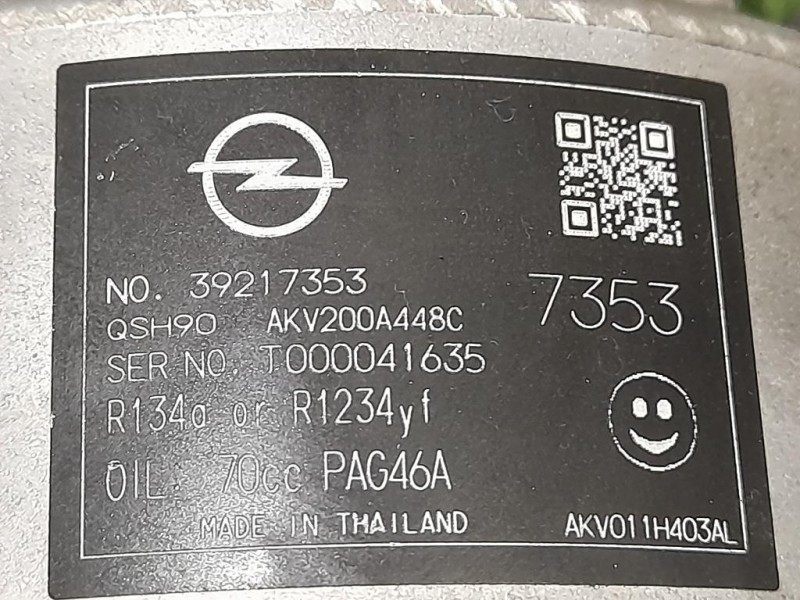 NO. 39217353
7353
QSH90 AKV200A448C
SER NO. T000041635
R134a or R1234yf
OIL 70cc PAG46A
MADE IN THAILAND
AKV011H403AL